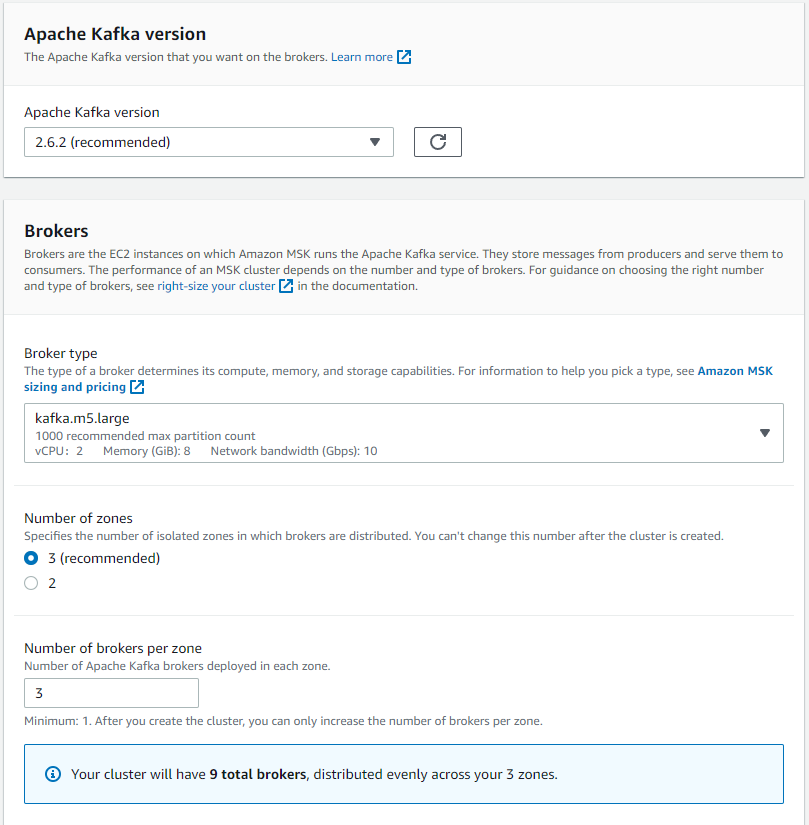 Apache Kafka version
The Apache Kafka version that you want on the brokers. Learn more
Apache Kafka version
2.6.2 (recommended)
Brokers
Brokers are the EC2 instances on which Amazon MSK runs the Apache Kafka service. They store messages from producers and serve them to
consumers. The performance of an MSK cluster depends on the number and type of brokers. For guidance on choosing the right number
and type of brokers, see right-size your cluster in the documentation.
Broker type
The type of a broker determines its compute, memory, and storage capabilities. For information to help you pick a type, see Amazon MSK
sizing and pricing
kafka.m5.large
1000 recommended max partition count
vCPU: 2 Memory (GiB): 8 Network bandwidth (Gbps): 10
Number of zones
Specifies the number of isolated zones in which brokers are distributed. You can't change this number after the cluster is created.
3 (recommended)
2
Number of brokers per zone
Number of Apache Kafka brokers deployed in each zone.
3
Minimum: 1. After you create the cluster, you can only increase the number of brokers per zone.
Your cluster will have 9 total brokers, distributed evenly across your 3 zones.